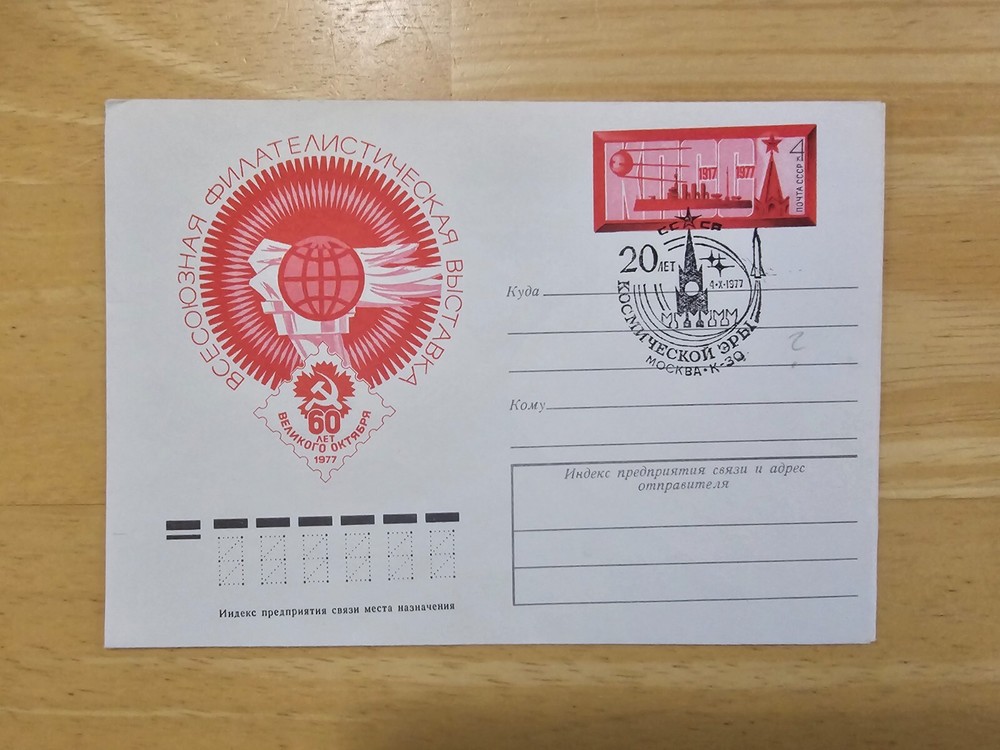 ВСЕСОЮЗНАЯ ФИЛАТЕЛИСТИЧЕСКАЯ ВЫСТАВКА
60
ЛЕТ
ВЕЛИКОГО ОКТЯБРЯ
1977
КПСС
1917 1977
4 К
ПОЧТА СССР
СССР
20 ЛЕТ
4·X·1977
КОСМИЧЕСКОЙ ЭРЫ
МОСКВА·К-
Куда
Кому
Индекс предприятия связи и адрес
отправителя
Индекс предприятия связи места назначения